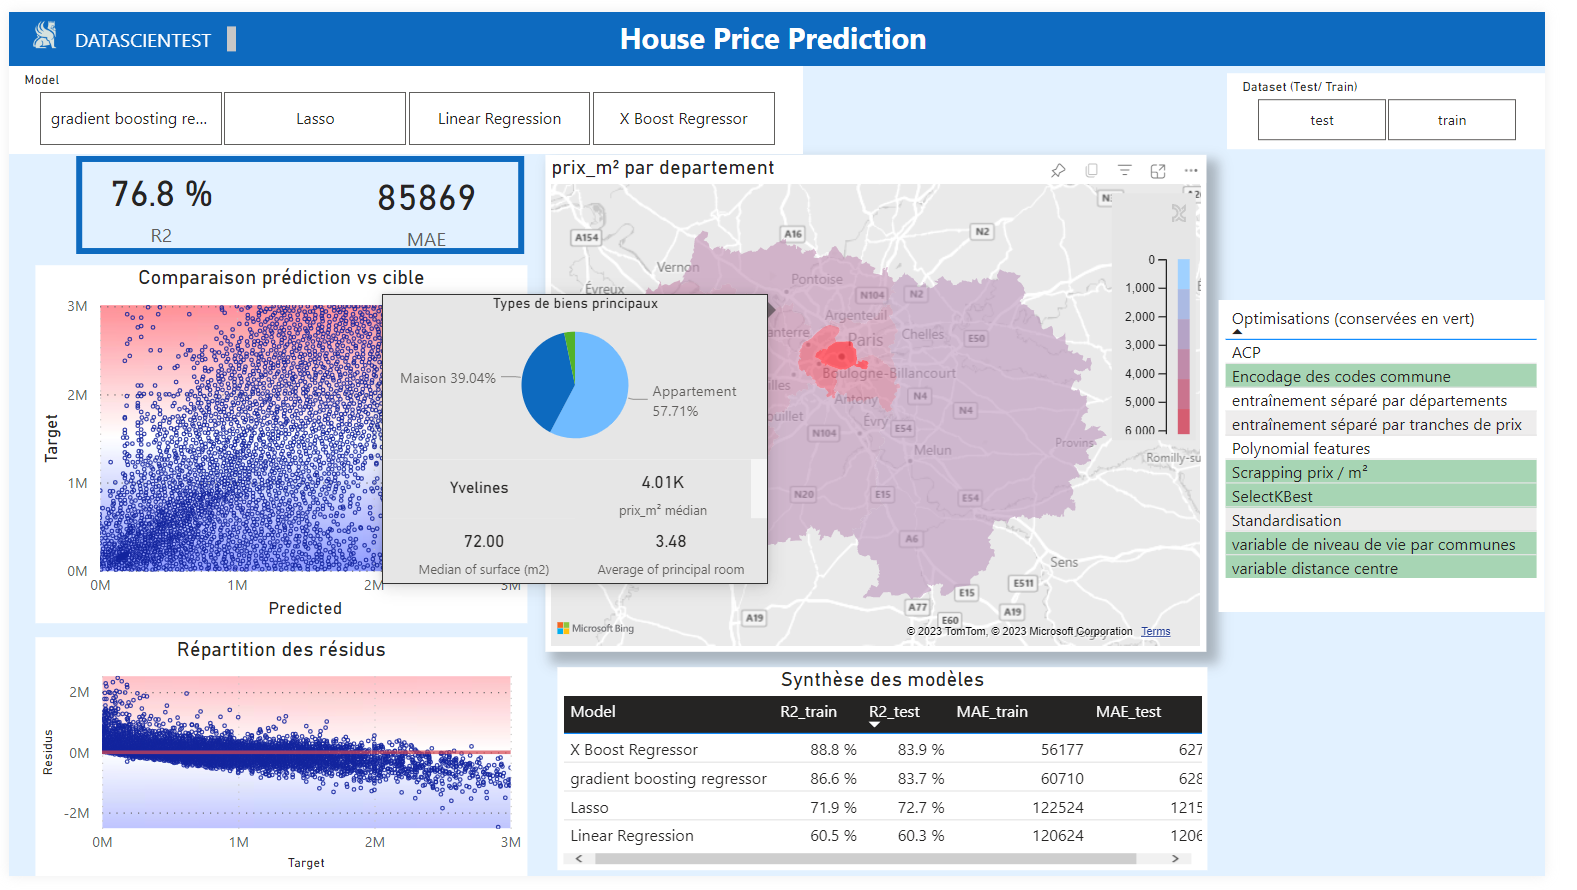 DATASCIENTEST
House Price Prediction
Model
gradient boosting re...
Lasso
Linear Regression
X Boost Regressor
Dataset (Test/ Train)
test
train
76.8 %
R2
85869
MAE
Comparaison prédiction vs cible
3M
2M
1M
0M
Target
0M
1M
2M
3M
Predicted
Répartition des résidus
2M
0M
-2M
Residus
0M
1M
2M
3M
Target
prix_m² par departement
A154
A16
N2
Vernon
Évreux
Pontoise
N104
N2
Argenteuil
Paris
Chelles
E50
Boulogne-Billancourt
Antony
N4
N4
Évry
E54
N104
Melun
Provins
Romilly-su
N20
E15
E54
A6
Sens
E511
E15
A77
A19
E60
A19
0
1,000
2,000
3,000
4,000
5,000
6 000
Microsoft Bing
© 2023 TomTom, © 2023 Microsoft Corporation Terms
Types de biens principaux
Maison 39.04%
Appartement
57.71%
Yvelines
4.01K
prix_m² médian
72.00
Median of surface (m2)
3.48
Average of principal room
Optimisations (conservées en vert)
ACP
Encodage des codes commune
entraînement séparé par départements
entraînement séparé par tranches de prix
Polynomial features
Scrapping prix / m²
SelectKBest
Standardisation
variable de niveau de vie par communes
variable distance centre
Synthèse des modèles
Model R2_train R2_test MAE_train MAE_test
X Boost Regressor 88.8 % 83.9 % 56177 627
gradient boosting regressor 86.6 % 83.7 % 60710 628
Lasso 71.9 % 72.7 % 122524 1215
Linear Regression 60.5 % 60.3 % 120624 1206